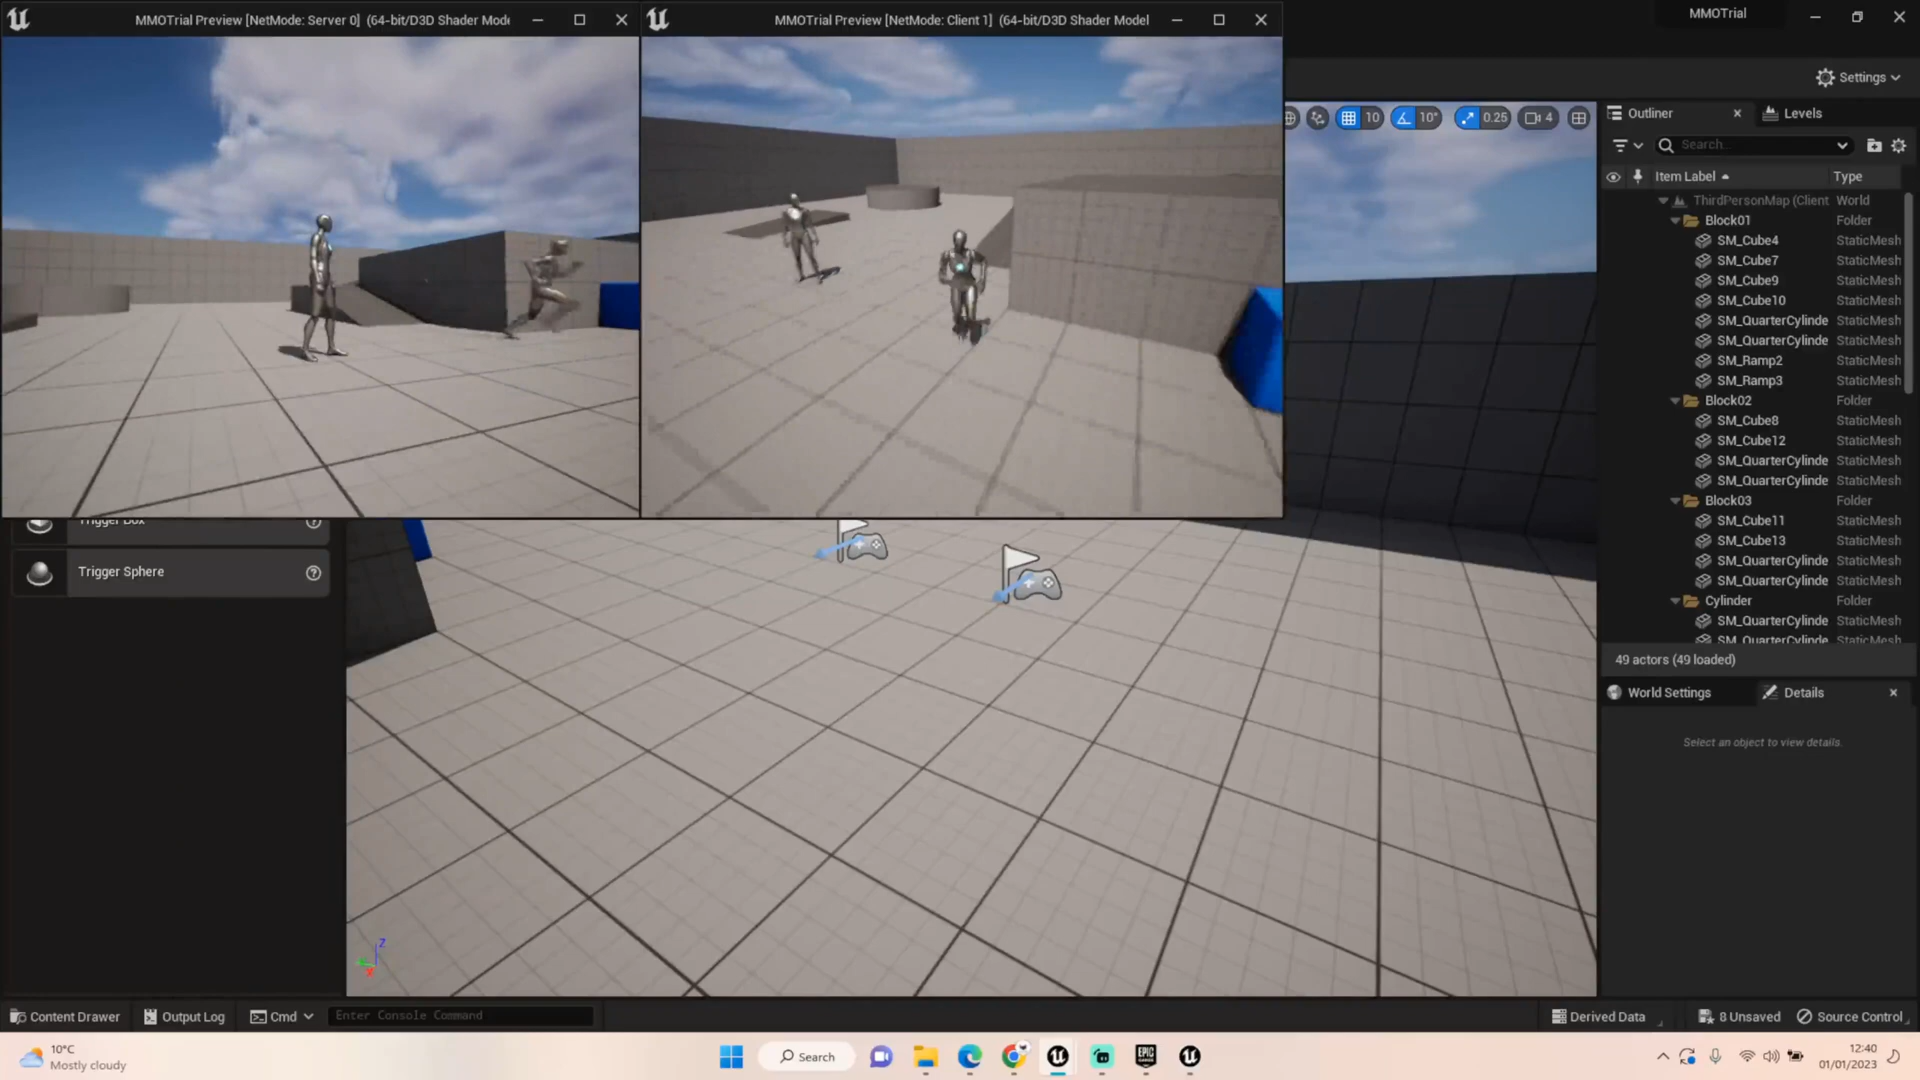 MMOTrial Preview [NetMode: Server 0] (64-bit/D3D Shader Mode
MMOTrial Preview [NetMode: Client 1] (64-bit/D3D Shader Model
MMOTrial
Settings
10
10°
0.25
4
Outliner
Levels
Search...
Item Label
Type
ThirdPersonMap (Client World
Block01 Folder
SM_Cube4 StaticMesh
SM_Cube7 StaticMesh
SM_Cube9 StaticMesh
SM_Cube10 StaticMesh
SM_QuarterCylinde StaticMesh
SM_QuarterCylinde StaticMesh
SM_Ramp2 StaticMesh
SM_Ramp3 StaticMesh
Block02 Folder
SM_Cube8 StaticMesh
SM_Cube12 StaticMesh
SM_QuarterCylinde StaticMesh
SM_QuarterCylinde StaticMesh
Block03 Folder
SM_Cube11 StaticMesh
SM_Cube13 StaticMesh
SM_QuarterCylinde StaticMesh
SM_QuarterCylinde StaticMesh
Cylinder Folder
SM_QuarterCylinde StaticMesh
SM_QuarterCylinde StaticMesh
49 actors (49 loaded)
World Settings
Details
Select an object to view details.
Trigger Box
Trigger Sphere
Z
X
Content Drawer
Output Log
Cmd
Enter Console Command
Derived Data
8 Unsaved
Source Control
10°C
Mostly cloudy
Search
EPIC
GAMES
12:40
01/01/2023